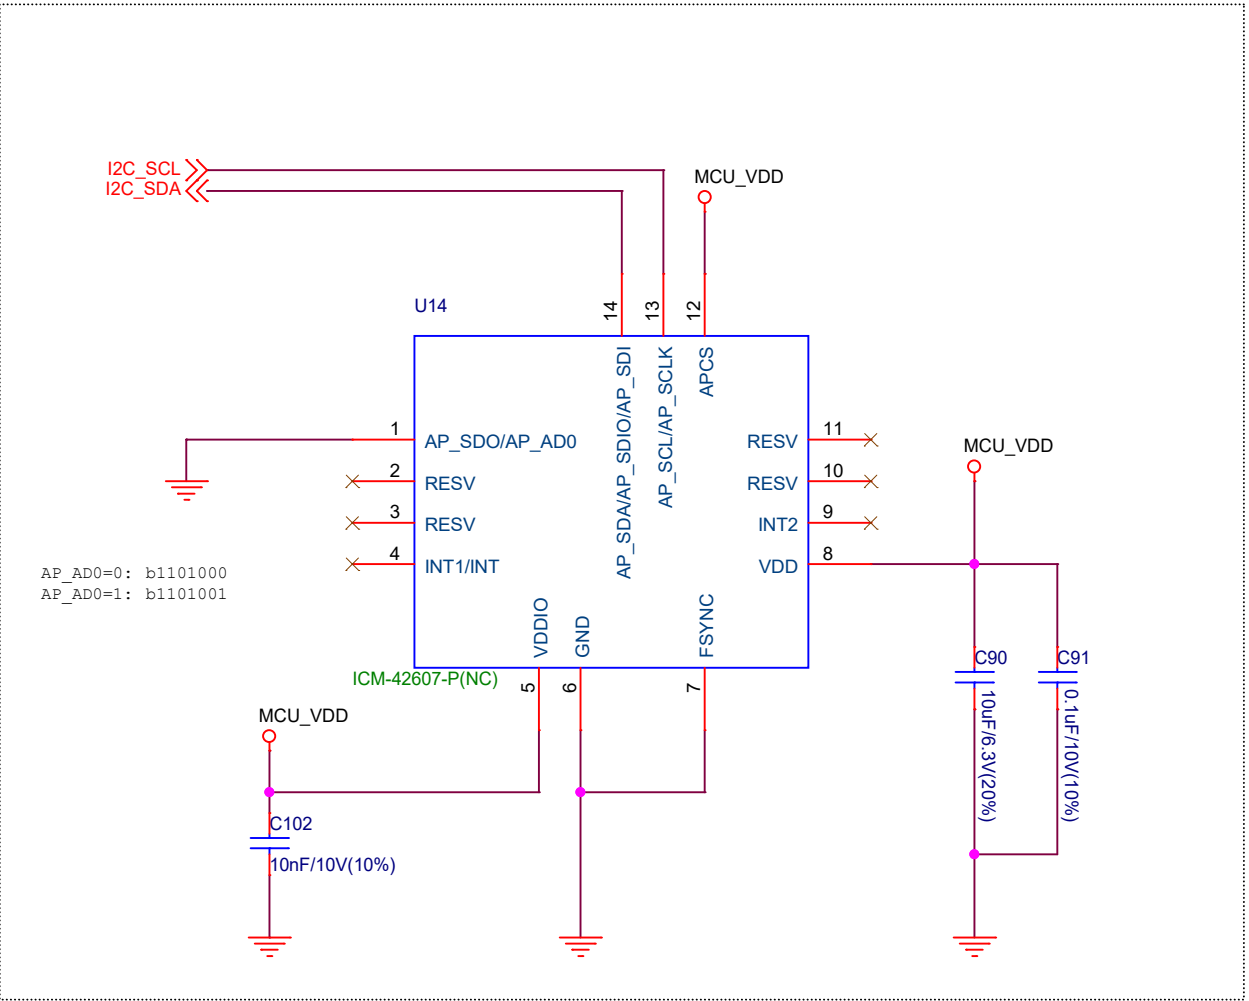 I2C_SCL
I2C_SDA
MCU_VDD
U14
14
13
12
AP_SDA/AP_SDIO/AP_SDI
AP_SCL/AP_SCLK
APCS
1
AP_SDO/AP_AD0
2
RESV
3
RESV
4
INT1/INT
11
RESV
10
RESV
9
INT2
8
VDD
MCU_VDD
AP_AD0=0: b1101000
AP_AD0=1: b1101001
VDDIO
GND
FSYNC
ICM-42607-P(NC)
5
6
7
C90
10uF/6.3V(20%)
C91
0.1uF/10V(10%)
MCU_VDD
C102
10nF/10V(10%)